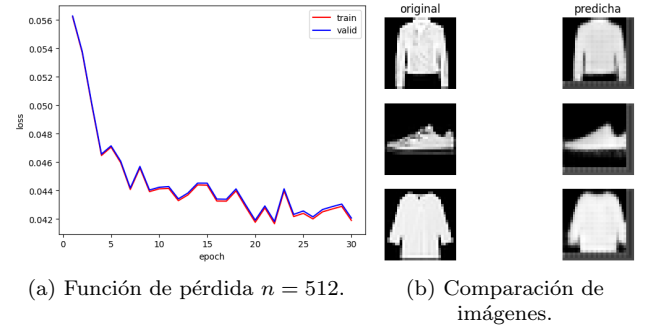 original predicha
train
valid
0.056
0.054
0.052
0.050
0.048
0.046
0.044
0.042
loss
0 5 10 15 20 25 30
epoch
(a) Función de pérdida n = 512.
(b) Comparación de
imágenes.